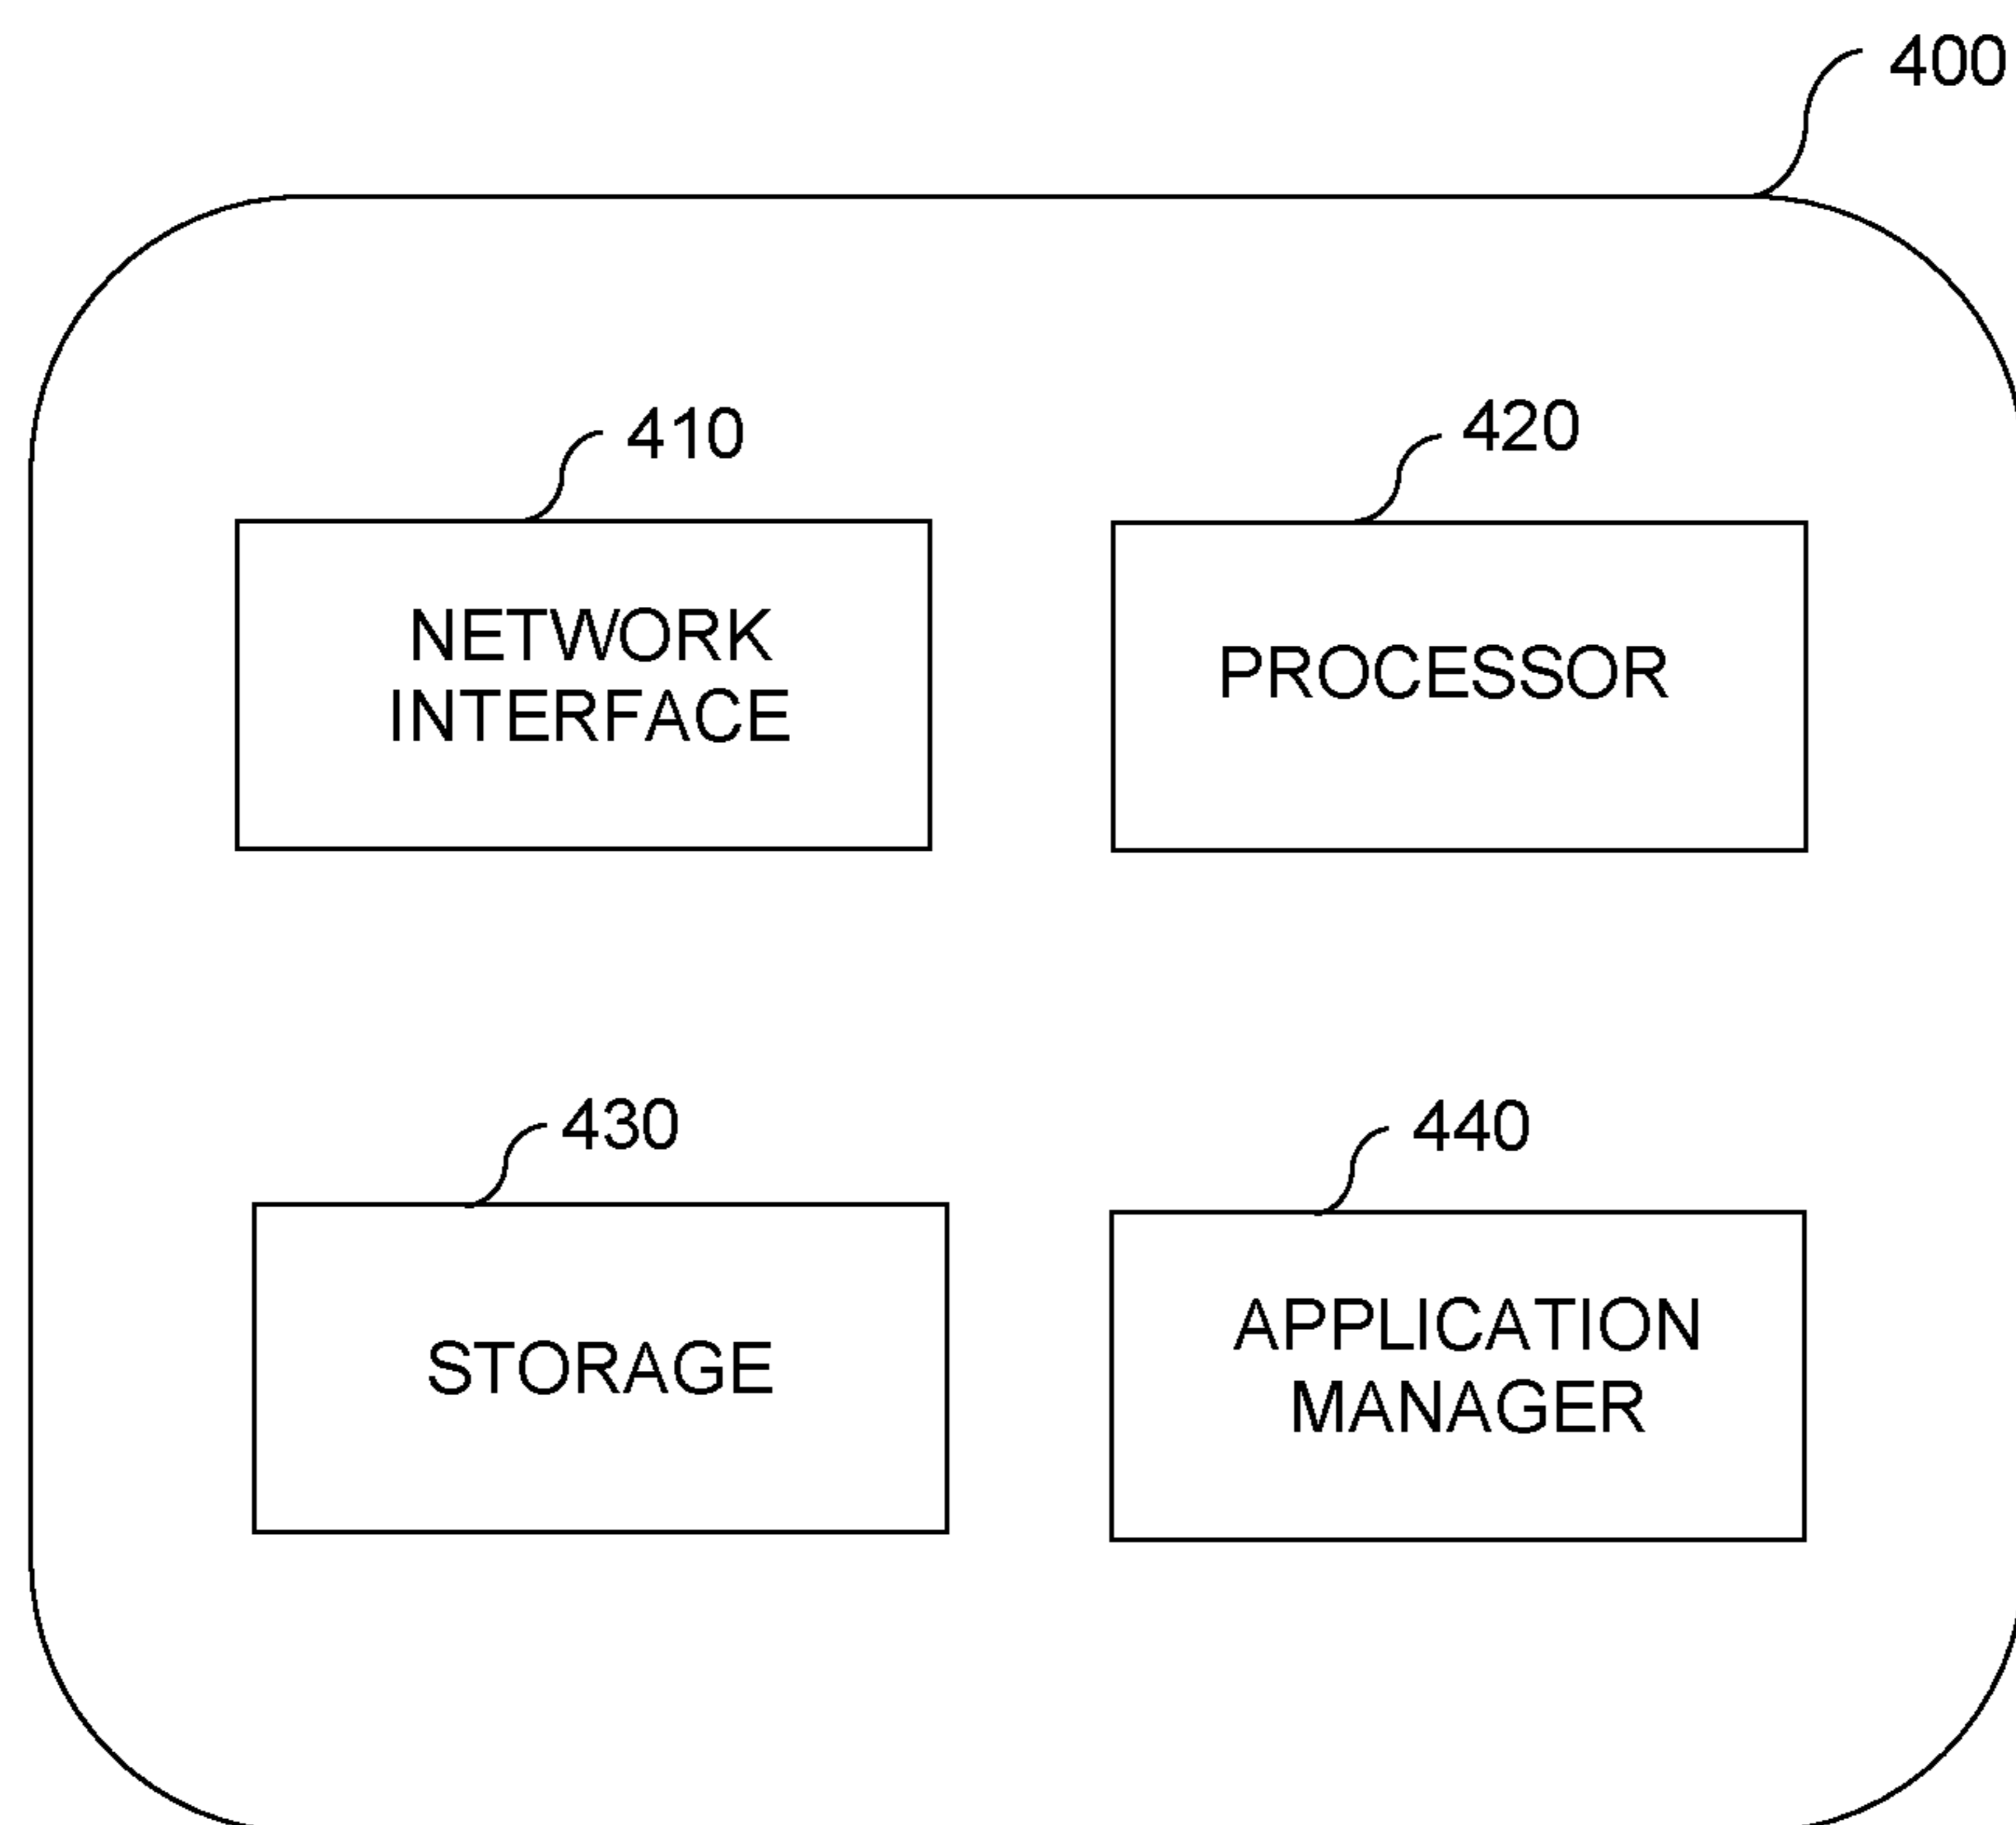 400
410
420
NETWORK
INTERFACE
PROCESSOR
430
440
STORAGE
APPLICATION
MANAGER